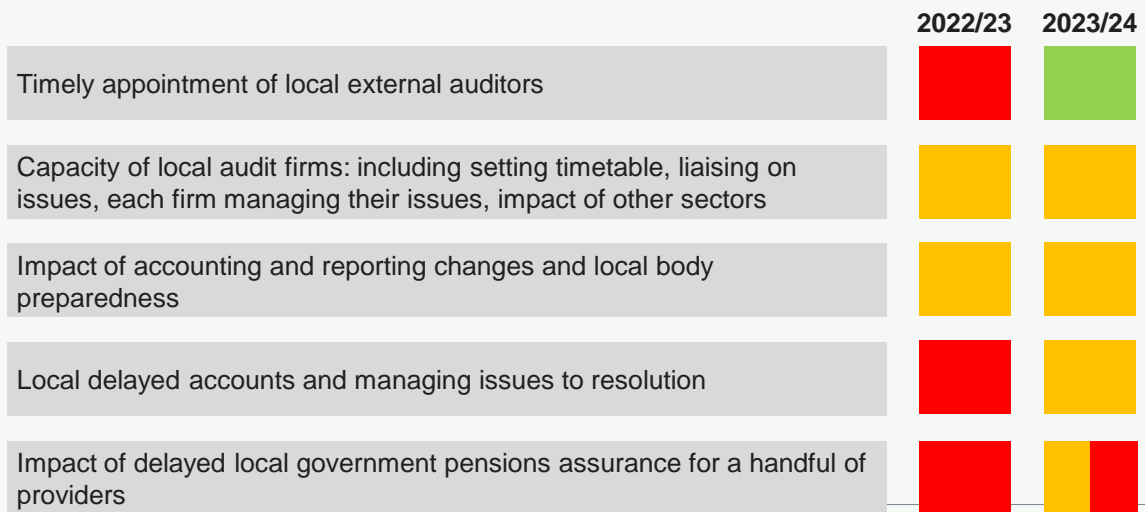 2022/23 2023/24
Timely appointment of local external auditors
Capacity of local audit firms: including setting timetable, liaising on
issues, each firm managing their issues, impact of other sectors
Impact of accounting and reporting changes and local body
preparedness
Local delayed accounts and managing issues to resolution
Impact of delayed local government pensions assurance for a handful of
providers